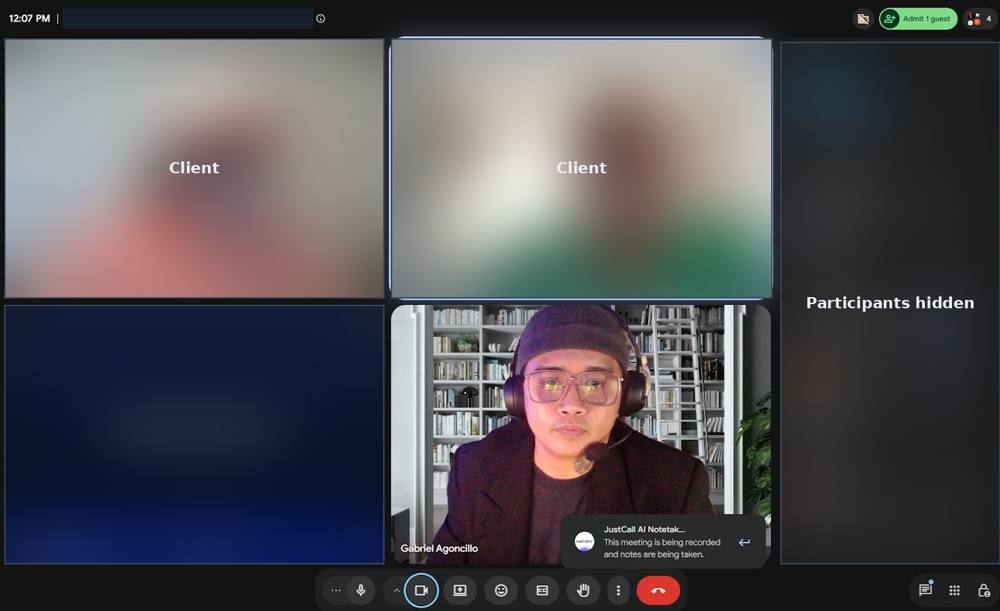 12:07 PM |
Admit 1 guest
4
Client
Client
Participants hidden
Gabriel Agoncillo
JustCall AI Notetak...
This meeting is being recorded
and notes are being taken.